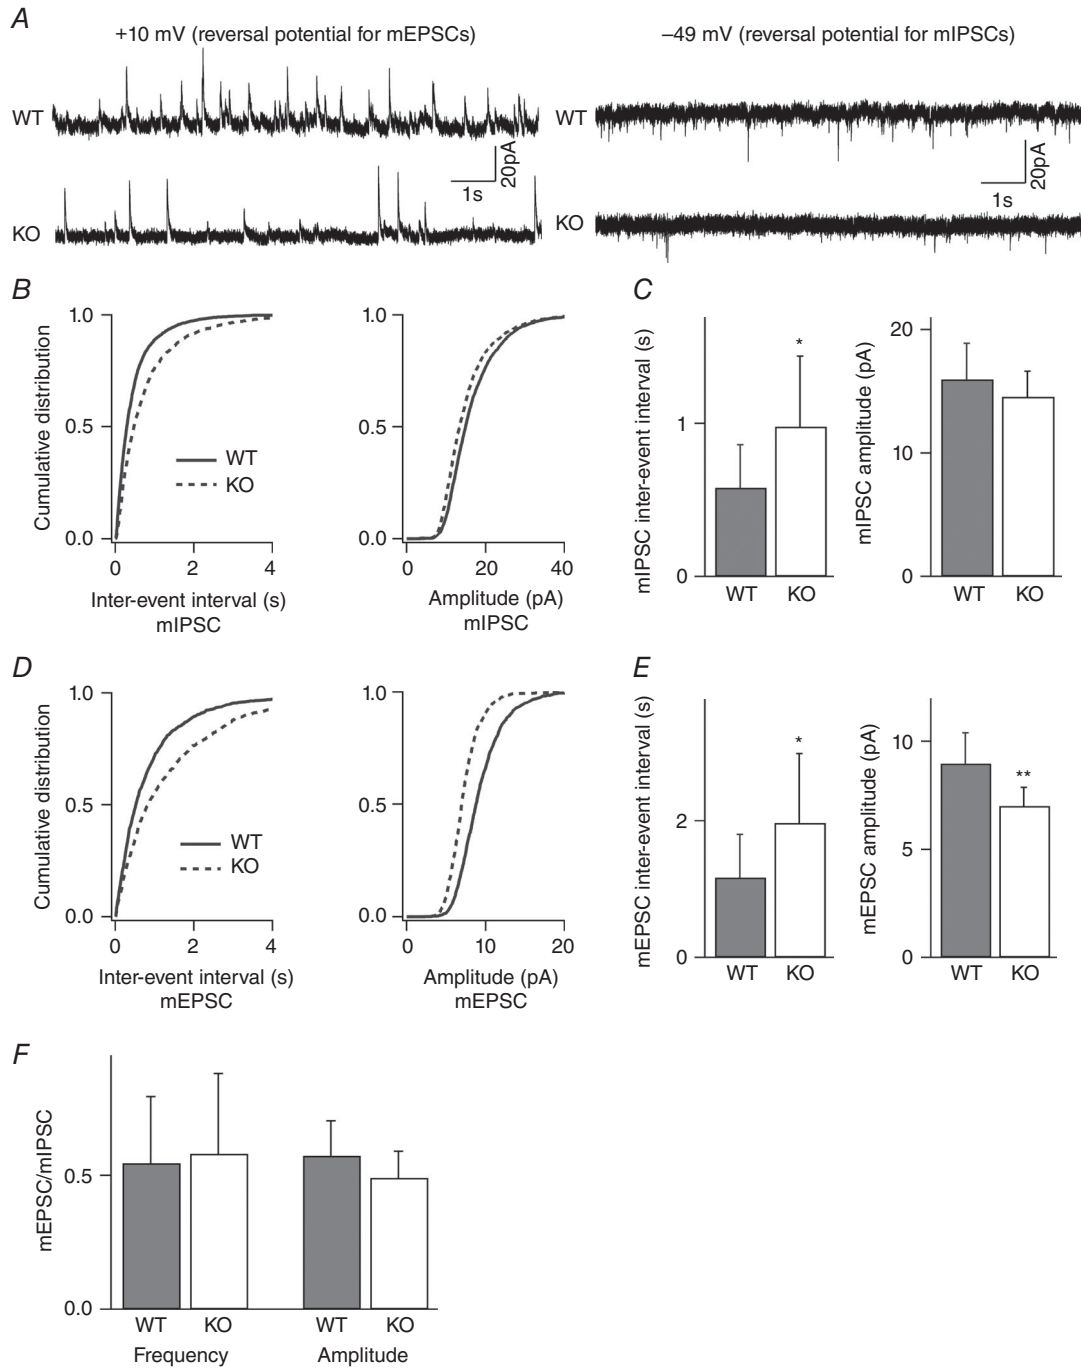 A
+10 mV (reversal potential for mEPSCs)
–49 mV (reversal potential for mIPSCs)
WT
WT
20pA
1s
20pA
1s
KO
KO
B
1.0
0.5
0.0
Cumulative distribution
WT
KO
0 2 4
Inter-event interval (s)
mIPSC
1.0
0.5
0.0
0 20 40
Amplitude (pA)
mIPSC
C
mIPSC inter-event interval (s)
1
0
*
WT KO
mIPSC amplitude (pA)
20
10
0
WT KO
D
1.0
0.5
0.0
Cumulative distribution
WT
KO
0 2 4
Inter-event interval (s)
mEPSC
1.0
0.5
0.0
0 10 20
Amplitude (pA)
mEPSC
E
mEPSC inter-event interval (s)
2
0
*
WT KO
mEPSC amplitude (pA)
10
5
0
**
WT KO
F
mEPSC/mIPSC
0.5
0.0
WT KO WT KO
Frequency Amplitude